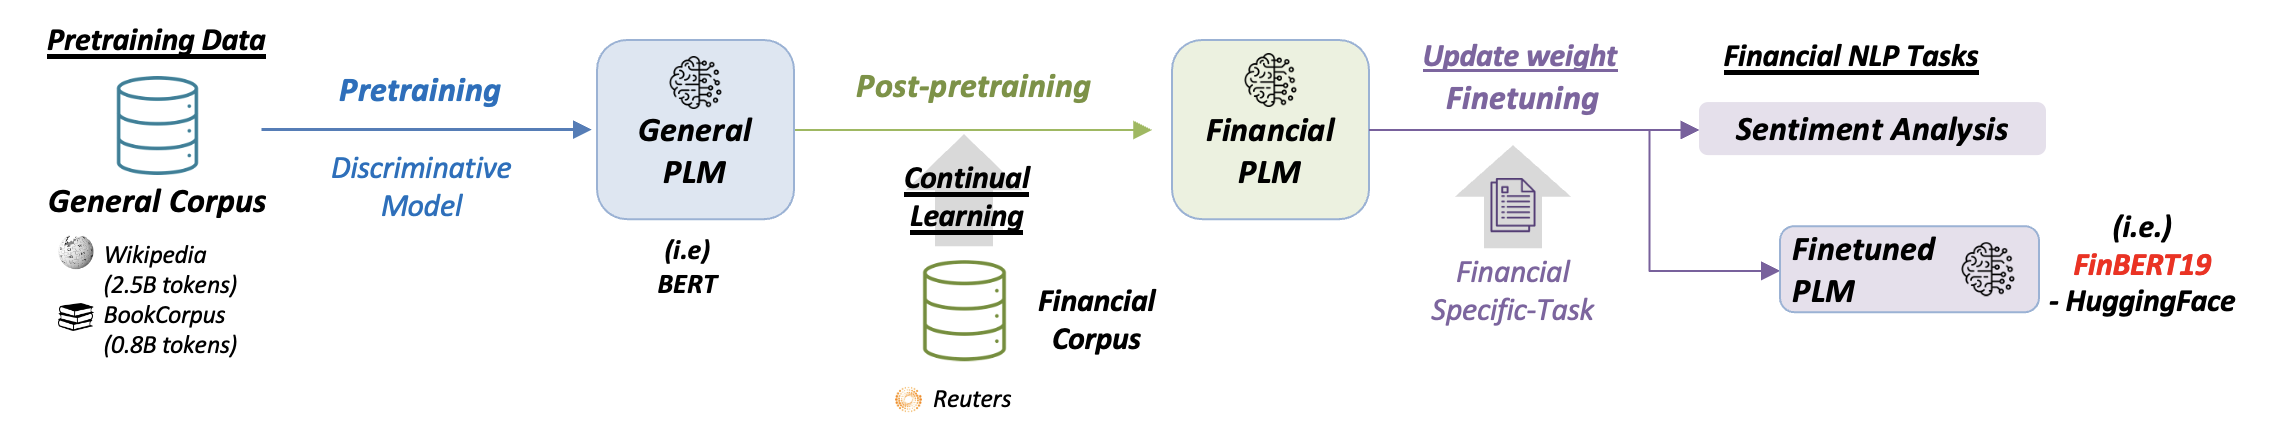 Pretraining Data
General Corpus
Wikipedia
(2.5B tokens)
BookCorpus
(0.8B tokens)
Pretraining
Discriminative
Model
General
PLM
(i.e)
BERT
Post-pretraining
Continual
Learning
Financial
Corpus
Reuters
Financial
PLM
Update weight
Finetuning
Financial
Specific-Task
Financial NLP Tasks
Sentiment Analysis
Finetuned
PLM
(i.e.)
FinBERT19
- HuggingFace